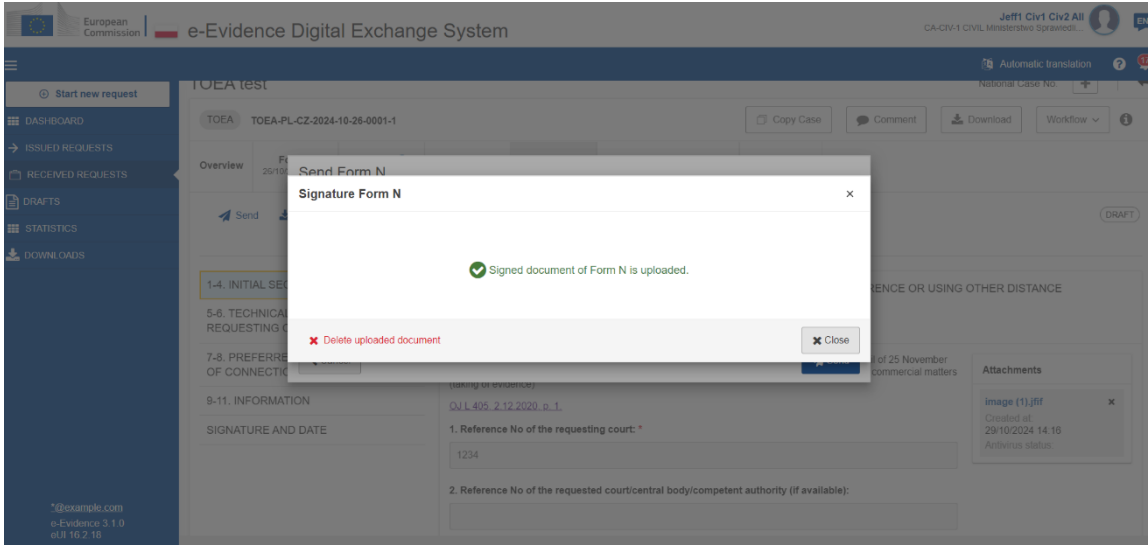 European
Commission
e-Evidence Digital Exchange System
Jeff1 Civ1 Civ2 All
CA-CIV-1 CIVIL Ministerstwo Sprawiedli...
EN
Automatic translation
Start new request
DASHBOARD
ISSUED REQUESTS
RECEIVED REQUESTS
DRAFTS
STATISTICS
DOWNLOADS
*@example.com
e-Evidence 3.1.0
eUI 16.2.18
TOEA test
National Case No.
TOEA TOEA-PL-CZ-2024-10-26-0001-1
Copy Case
Comment
Download
Workflow
Overview
Send Form N
Signature Form N
Signed document of Form N is uploaded.
Delete uploaded document
Close
Send
DRAFT
1-4. INITIAL SEC
RENCE OR USING OTHER DISTANCE
5-6. TECHNICAL
REQUESTING C
7-8. PREFERRE
OF CONNECTIO
9-11. INFORMATION
SIGNATURE AND DATE
l of 25 November
commercial matters
(taking of evidence)
OJ L 405, 2.12.2020, p. 1.
1. Reference No of the requesting court: *
1234
2. Reference No of the requested court/central body/competent authority (if available):
Attachments
image (1).jfif
Created at:
29/10/2024 14:16
Antivirus status: